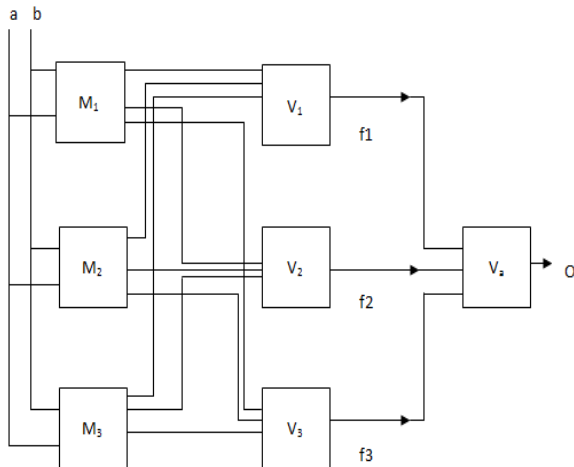 a b
M₁ V₁
f1
M₂ V₂ Vₐ O
f2
M₃ V₃
f3